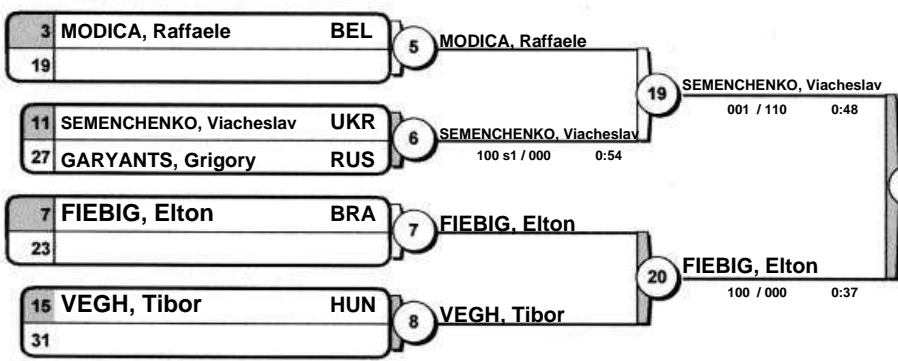 3 MODICA, Raffaele BEL
19
5
MODICA, Raffaele
11 SEMENCHENKO, Viacheslav UKR
27 GARYANTS, Grigory RUS
6
SEMENCHENKO, Viacheslav
100 s1 / 000 0:54
19
SEMENCHENKO, Viacheslav
001 / 110 0:48
7 FIEBIG, Elton BRA
23
7
FIEBIG, Elton
15 VEGH, Tibor HUN
31
8
VEGH, Tibor
20
FIEBIG, Elton
100 / 000 0:37